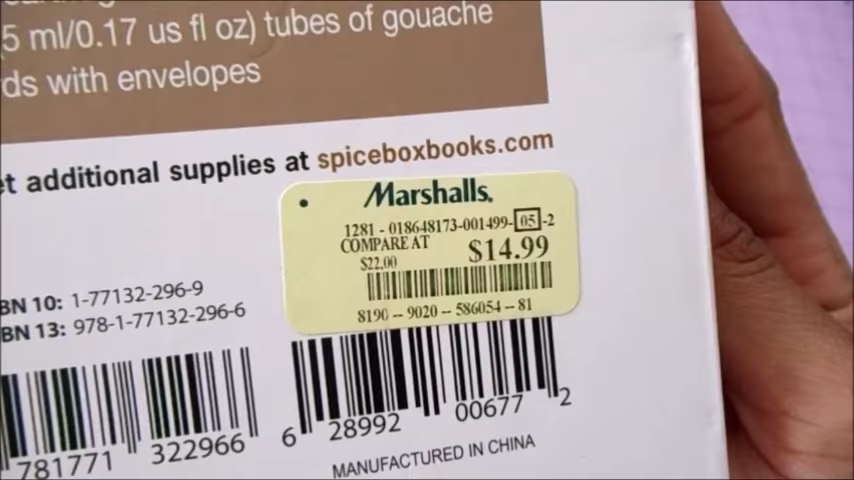 5 ml/0.17 us fl oz) tubes of gouache
ds with envelopes
et additional supplies at spiceboxbooks.com
Marshalls.
1281 - 018648173-001499-05-2
COMPARE AT $14.99
$22.00
8190 -- 9020 -- 586054 -- 81
BN 10: 1-77132-296-9
BN 13: 978-1-77132-296-6
781771 322966
6 28992 00677 2
MANUFACTURED IN CHINA